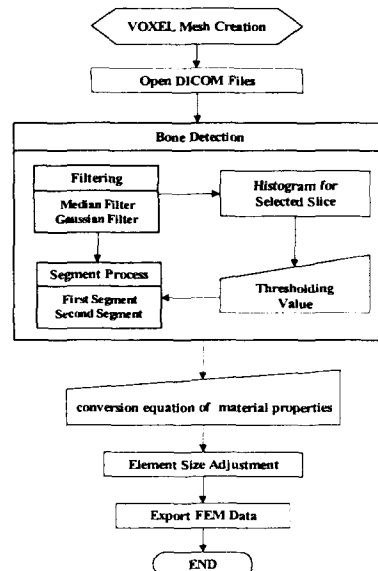 VOXEL Mesh Creation
Open DICOM Files
Bone Detection
Filtering
Median Filter
Gaussian Filter
Histogram for
Selected Slice
Segment Process
First Segment
Second Segment
Thresholding
Value
conversion equation of material properties
Element Size Adjustment
Export FEM Data
END